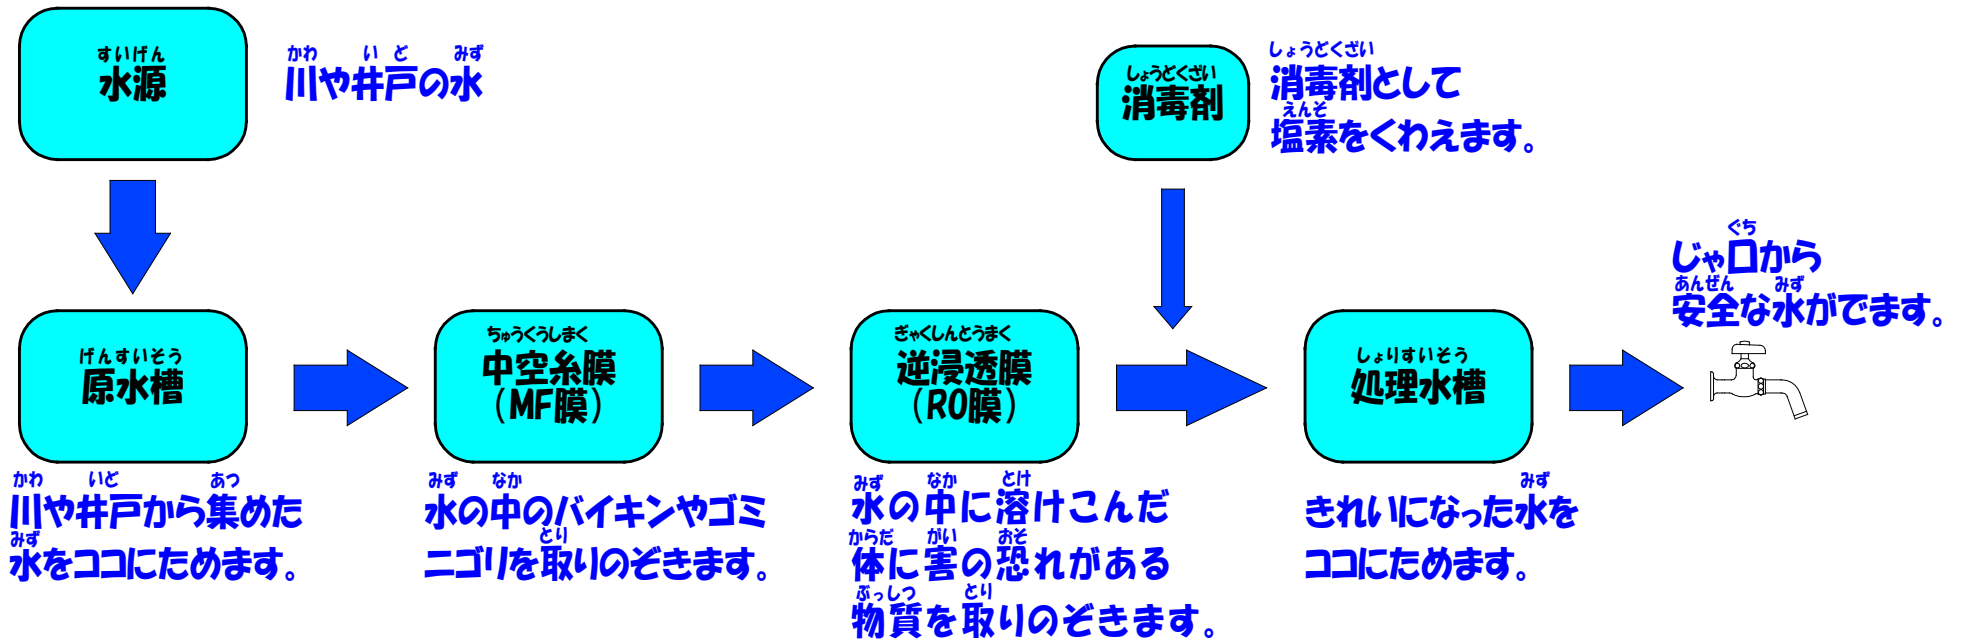 すいげん
水源
かわ い ど みず
川や井戸の水
しょうどくざい
消毒剤
しょうどくざい
消毒剤として
えんそ
塩素をくわえます。
げんすいそう
原水槽
かわ いど あつ
川や井戸から集めた
みず
水をココにためます。
ちゅうくうしまく
中空糸膜
(MF膜)
みず なか
水の中のバイキンやゴミ
とり
ニゴリを取りのぞきます。
ぎゃくしんとうまく
逆浸透膜
(RO膜)
みず なか とけ
水の中に溶けこんだ
からだ がい おそ
体に害の恐れがある
ぶっしつ とり
物質を取りのぞきます。
しょりすいそう
処理水槽
みず
きれいになった水を
ココにためます。
ぐち
じゃ口から
あんぜん みず
安全な水がでます。